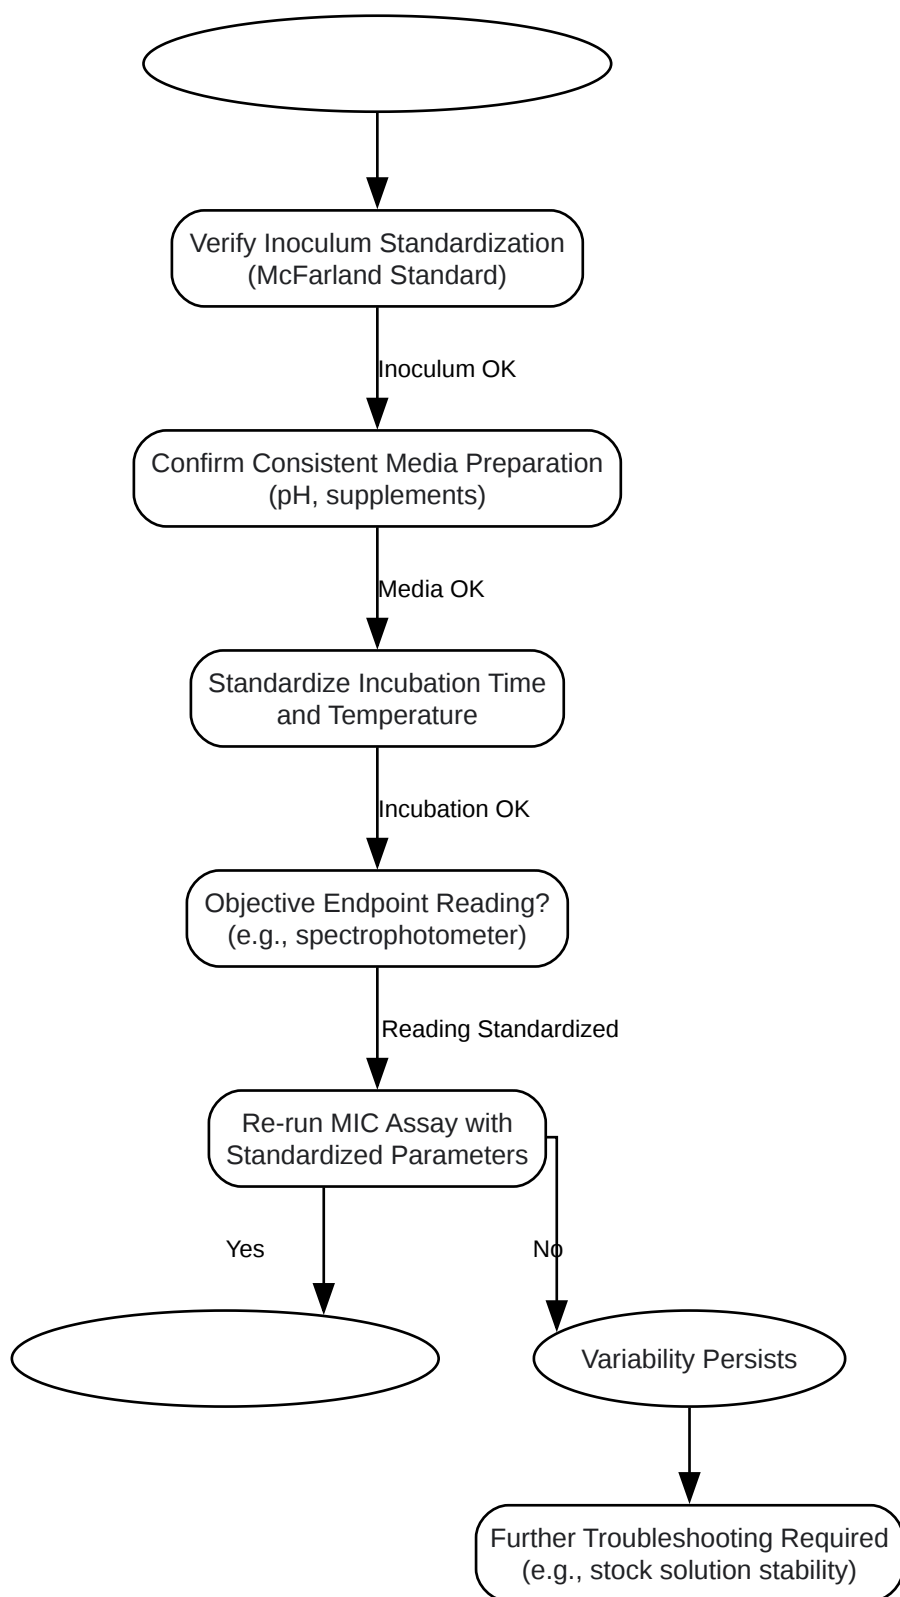 Verify Inoculum Standardization
(McFarland Standard)
Inoculum OK
Confirm Consistent Media Preparation
(pH, supplements)
Media OK
Standardize Incubation Time
and Temperature
Incubation OK
Objective Endpoint Reading?
(e.g., spectrophotometer)
Reading Standardized
Re-run MIC Assay with
Standardized Parameters
Yes
No
Variability Persists
Further Troubleshooting Required
(e.g., stock solution stability)